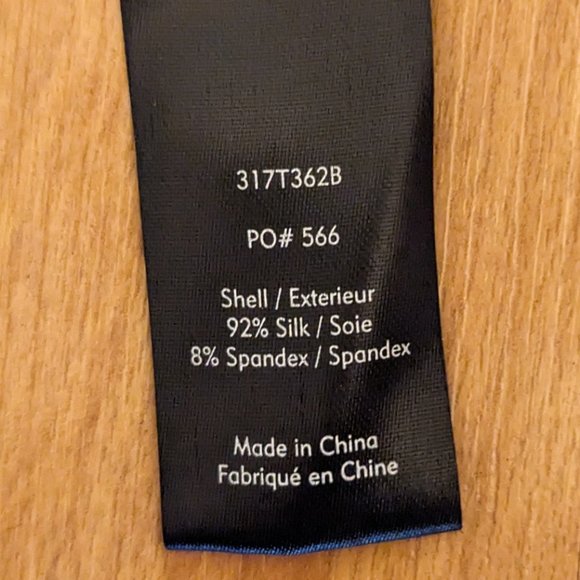 317T362B
PO# 566
Shell / Exterieur
92% Silk / Soie
8% Spandex / Spandex
Made in China
Fabriqué en Chine